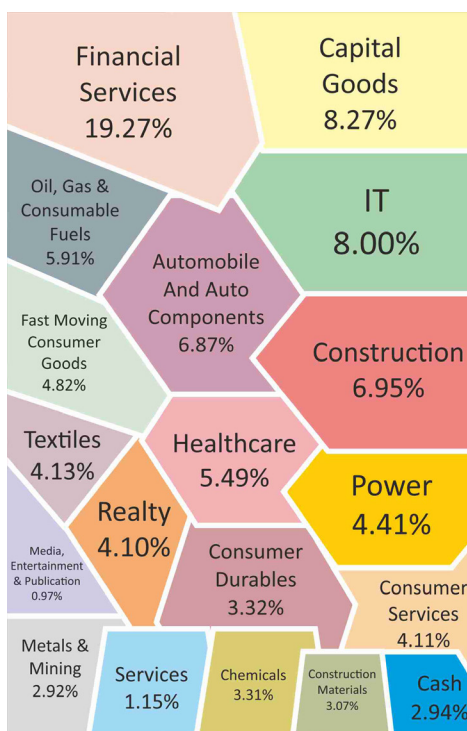 Financial
Services
19.27%
Capital
Goods
8.27%
Oil, Gas &
Consumable
Fuels
5.91%
IT
8.00%
Automobile
And Auto
Components
6.87%
Fast Moving
Consumer
Goods
4.82%
Construction
6.95%
Textiles
4.13%
Healthcare
5.49%
Realty
4.10%
Power
4.41%
Media,
Entertainment
& Publication
0.97%
Consumer
Durables
3.32%
Consumer
Services
4.11%
Metals &
Mining
2.92%
Services
1.15%
Chemicals
3.31%
Construction
Materials
3.07%
Cash
2.94%